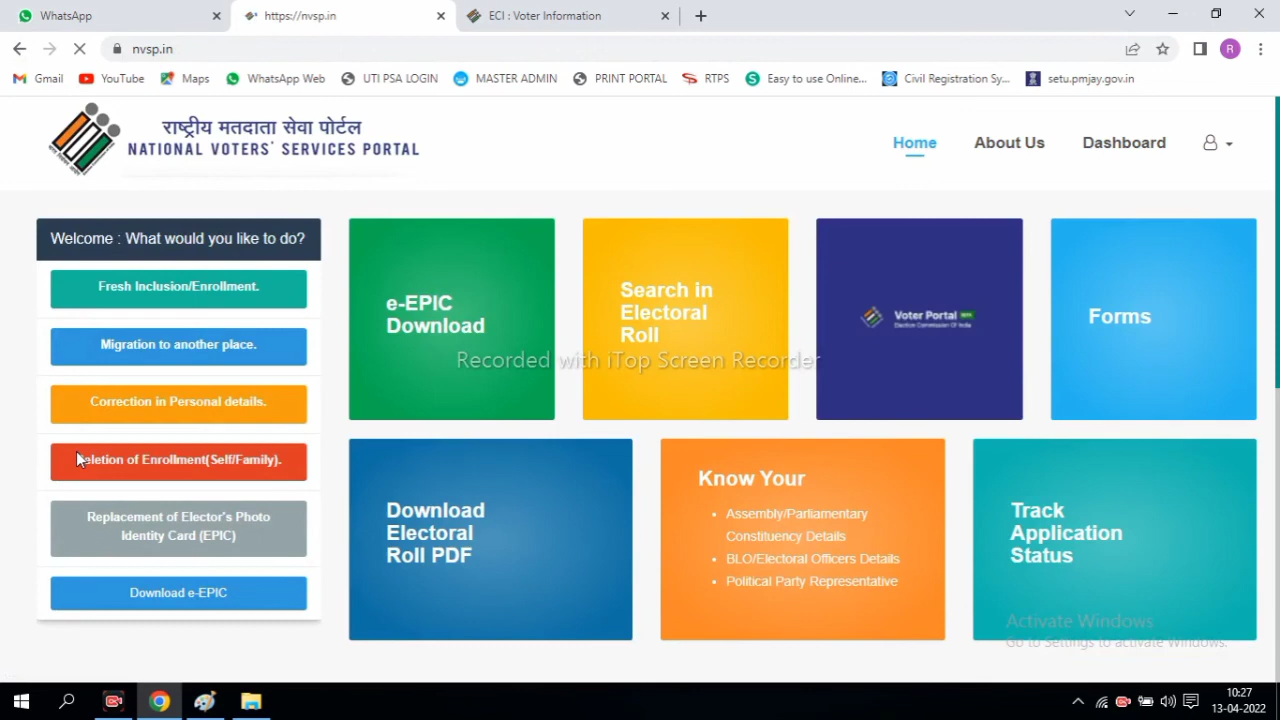 WhatsApp
https://nvsp.in
ECI : Voter Information
nvsp.in
R
Gmail
YouTube
Maps
WhatsApp Web
UTI PSA LOGIN
MASTER ADMIN
PRINT PORTAL
RTPS
Easy to use Online...
Civil Registration Sy...
setu.pmjay.gov.in
राष्ट्रीय मतदाता सेवा पोर्टल
NATIONAL VOTERS' SERVICES PORTAL
Home
About Us
Dashboard
Welcome : What would you like to do?
Fresh Inclusion/Enrollment.
Migration to another place.
Correction in Personal details.
eletion of Enrollment(Self/Family).
Replacement of Elector's Photo
Identity Card (EPIC)
Download e-EPIC
e-EPIC
Download
Search in
Electoral
Roll
Voter Portal
Election Commission Of India
Forms
Recorded with iTop Screen Recorder
Download
Electoral
Roll PDF
Know Your
Assembly/Parliamentary
Constituency Details
BLO/Electoral Officers Details
Political Party Representative
Track
Application
Status
Activate Windows
Go to Settings to activate Windows.
10:27
13-04-2022